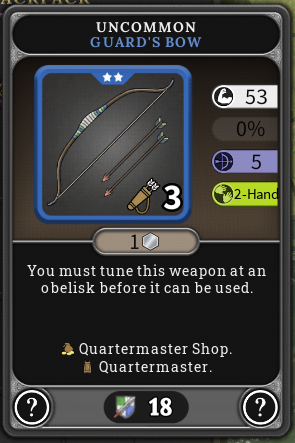 UNCOMMON
GUARD'S BOW
53
0%
5
2-Hand
3
1
You must tune this weapon at an
obelisk before it can be used.
Quartermaster Shop.
Quartermaster.
?
18
?